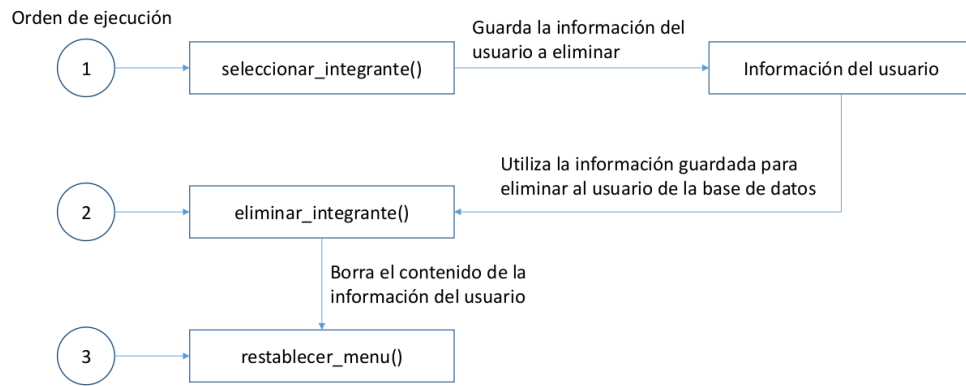 Orden de ejecución
Guarda la información del
usuario a eliminar
1
seleccionar_integrante()
Información del usuario
Utiliza la información guardada para
eliminar al usuario de la base de datos
2
eliminar_integrante()
Borra el contenido de la
información del usuario
3
restablecer_menu()